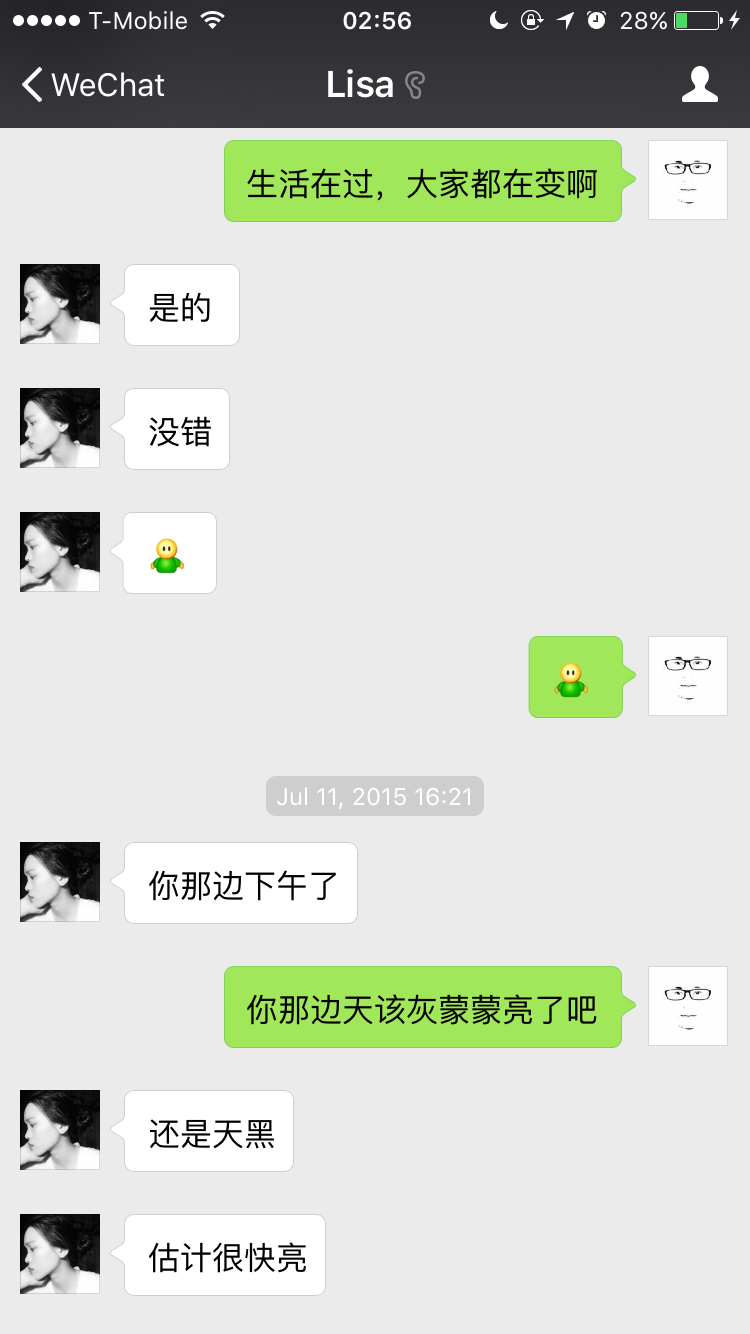 T-Mobile 02:56 28%
WeChat Lisa
生活在过，大家都在变啊
是的
没错
Jul 11, 2015 16:21
你那边下午了
你那边天该灰蒙蒙亮了吧
还是天黑
估计很快亮